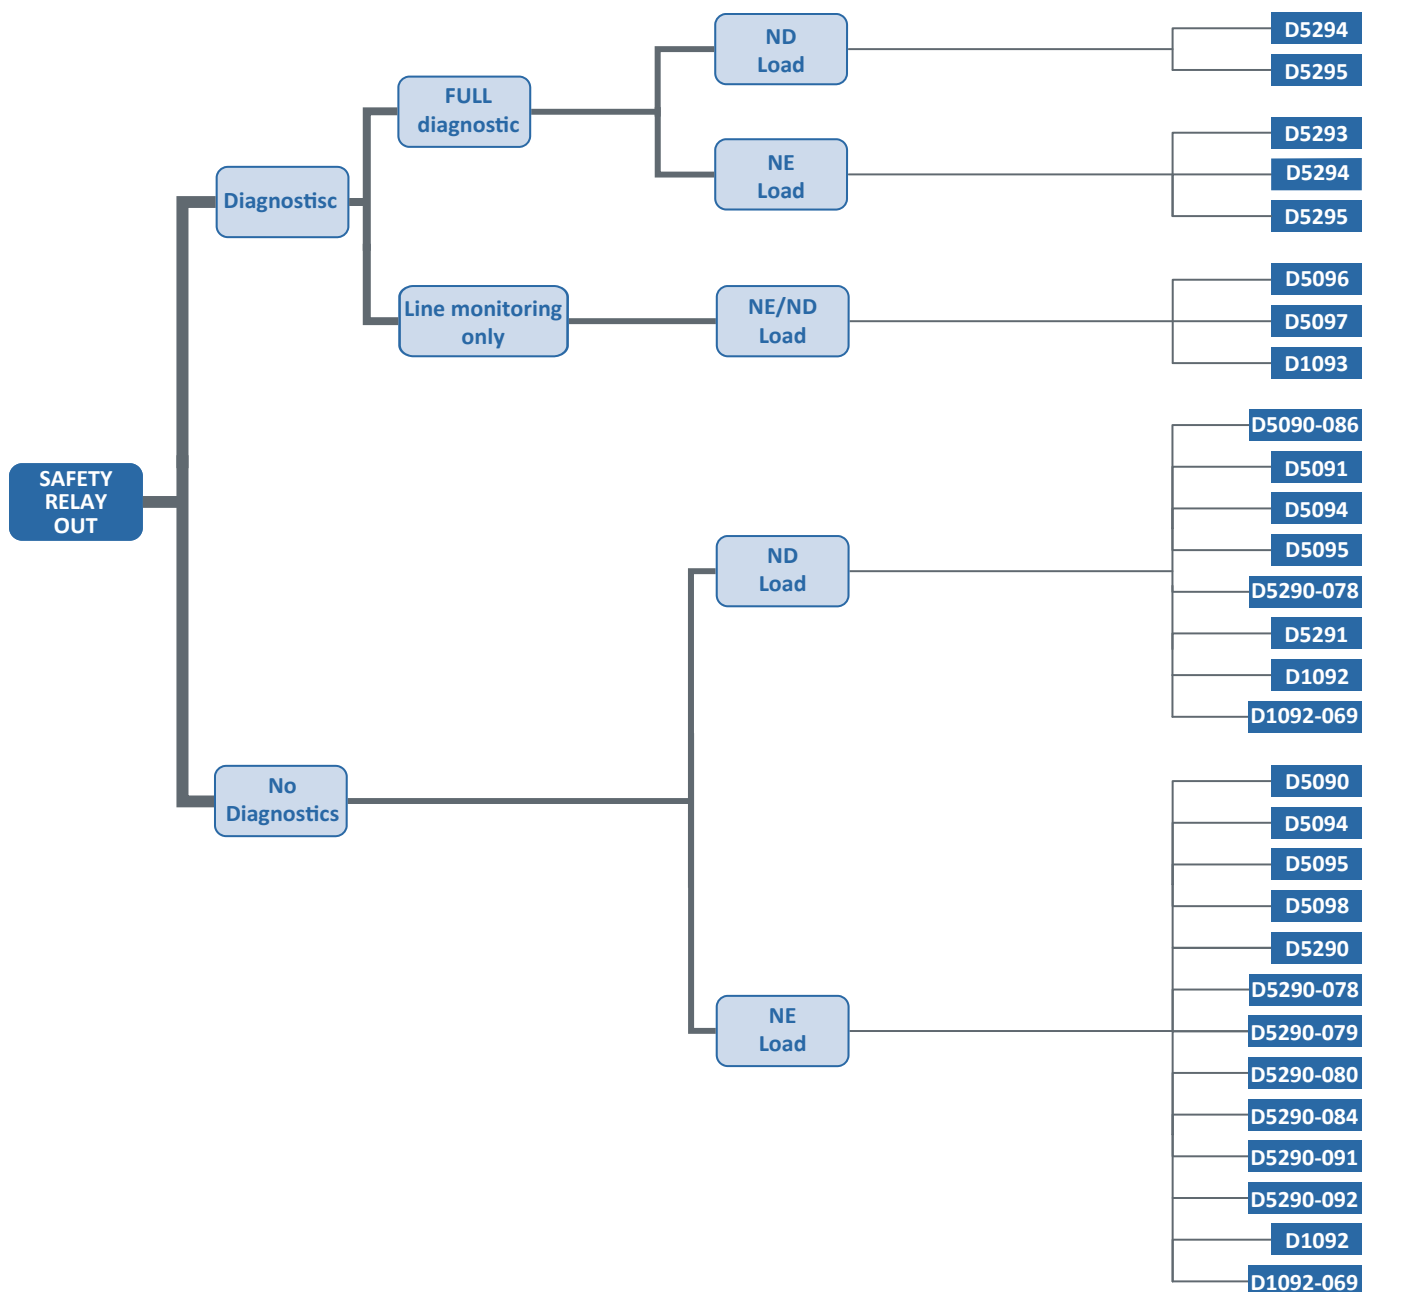 SAFETY
RELAY
OUT
Diagnostisc
FULL
diagnostic
ND
Load
D5294
D5295
NE
Load
D5293
D5294
D5295
Line monitoring
only
NE/ND
Load
D5096
D5097
D1093
No
Diagnostics
ND
Load
D5090-086
D5091
D5094
D5095
D5290-078
D5291
D1092
D1092-069
NE
Load
D5090
D5094
D5095
D5098
D5290
D5290-078
D5290-079
D5290-080
D5290-084
D5290-091
D5290-092
D1092
D1092-069